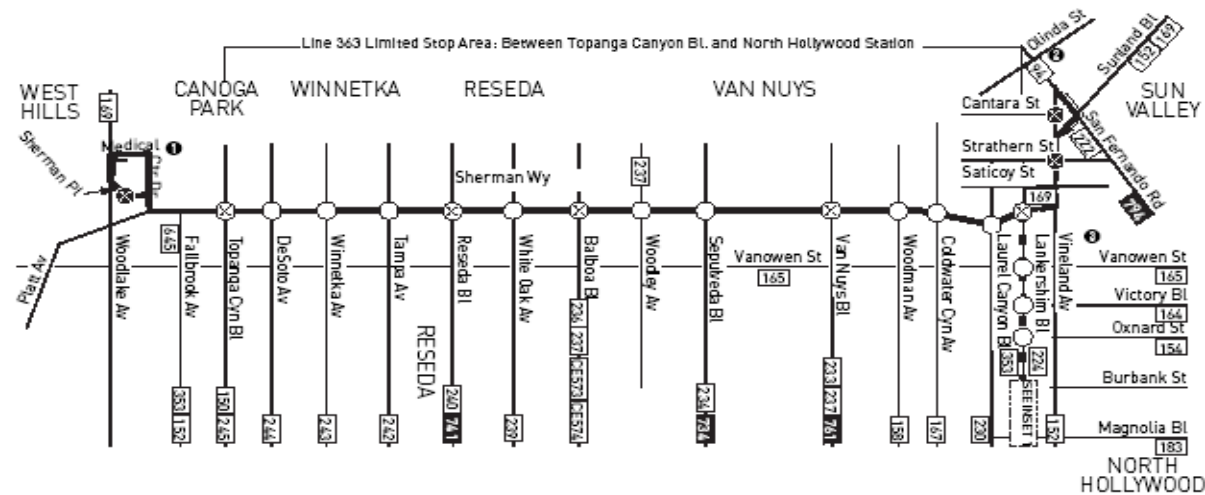 Line 363 Limited Stop Area: Between Topanga Canyon Bl. and North Hollywood Station
WEST
HILLS
CANOGA
PARK
WINNETKA
RESEDA
VAN NUYS
SUN
VALLEY
Olinda St
2
94
Sunland Bl
152 169
Cantara St
Strathern St
Saticoy St
222
San Fernando Rd
794
169
169
Medical
Ctr Dr
1
Sherman Pl
Sherman Wy
237
Platt Av
Woodlake Av
645
Fallbrook Av
353 152
Topanga Cyn Bl
150 245
DeSoto Av
244
Winnetka Av
243
Tampa Av
242
Reseda Bl
RESEDA
240 741
White Oak Av
239
Balboa Bl
236 237 CE573 CE574
Woodley Av
Sepulveda Bl
234 734
Vanowen St
165
Van Nuys Bl
233 237 761
Woodman Av
158
Coldwater Cyn Av
167
Laurel Canyon Bl
230
Lankershim Bl
353
224
SEE INSET
Vineland Av
152
3
Vanowen St
165
Victory Bl
164
Oxnard St
154
Burbank St
Magnolia Bl
183
NORTH
HOLLYWOOD